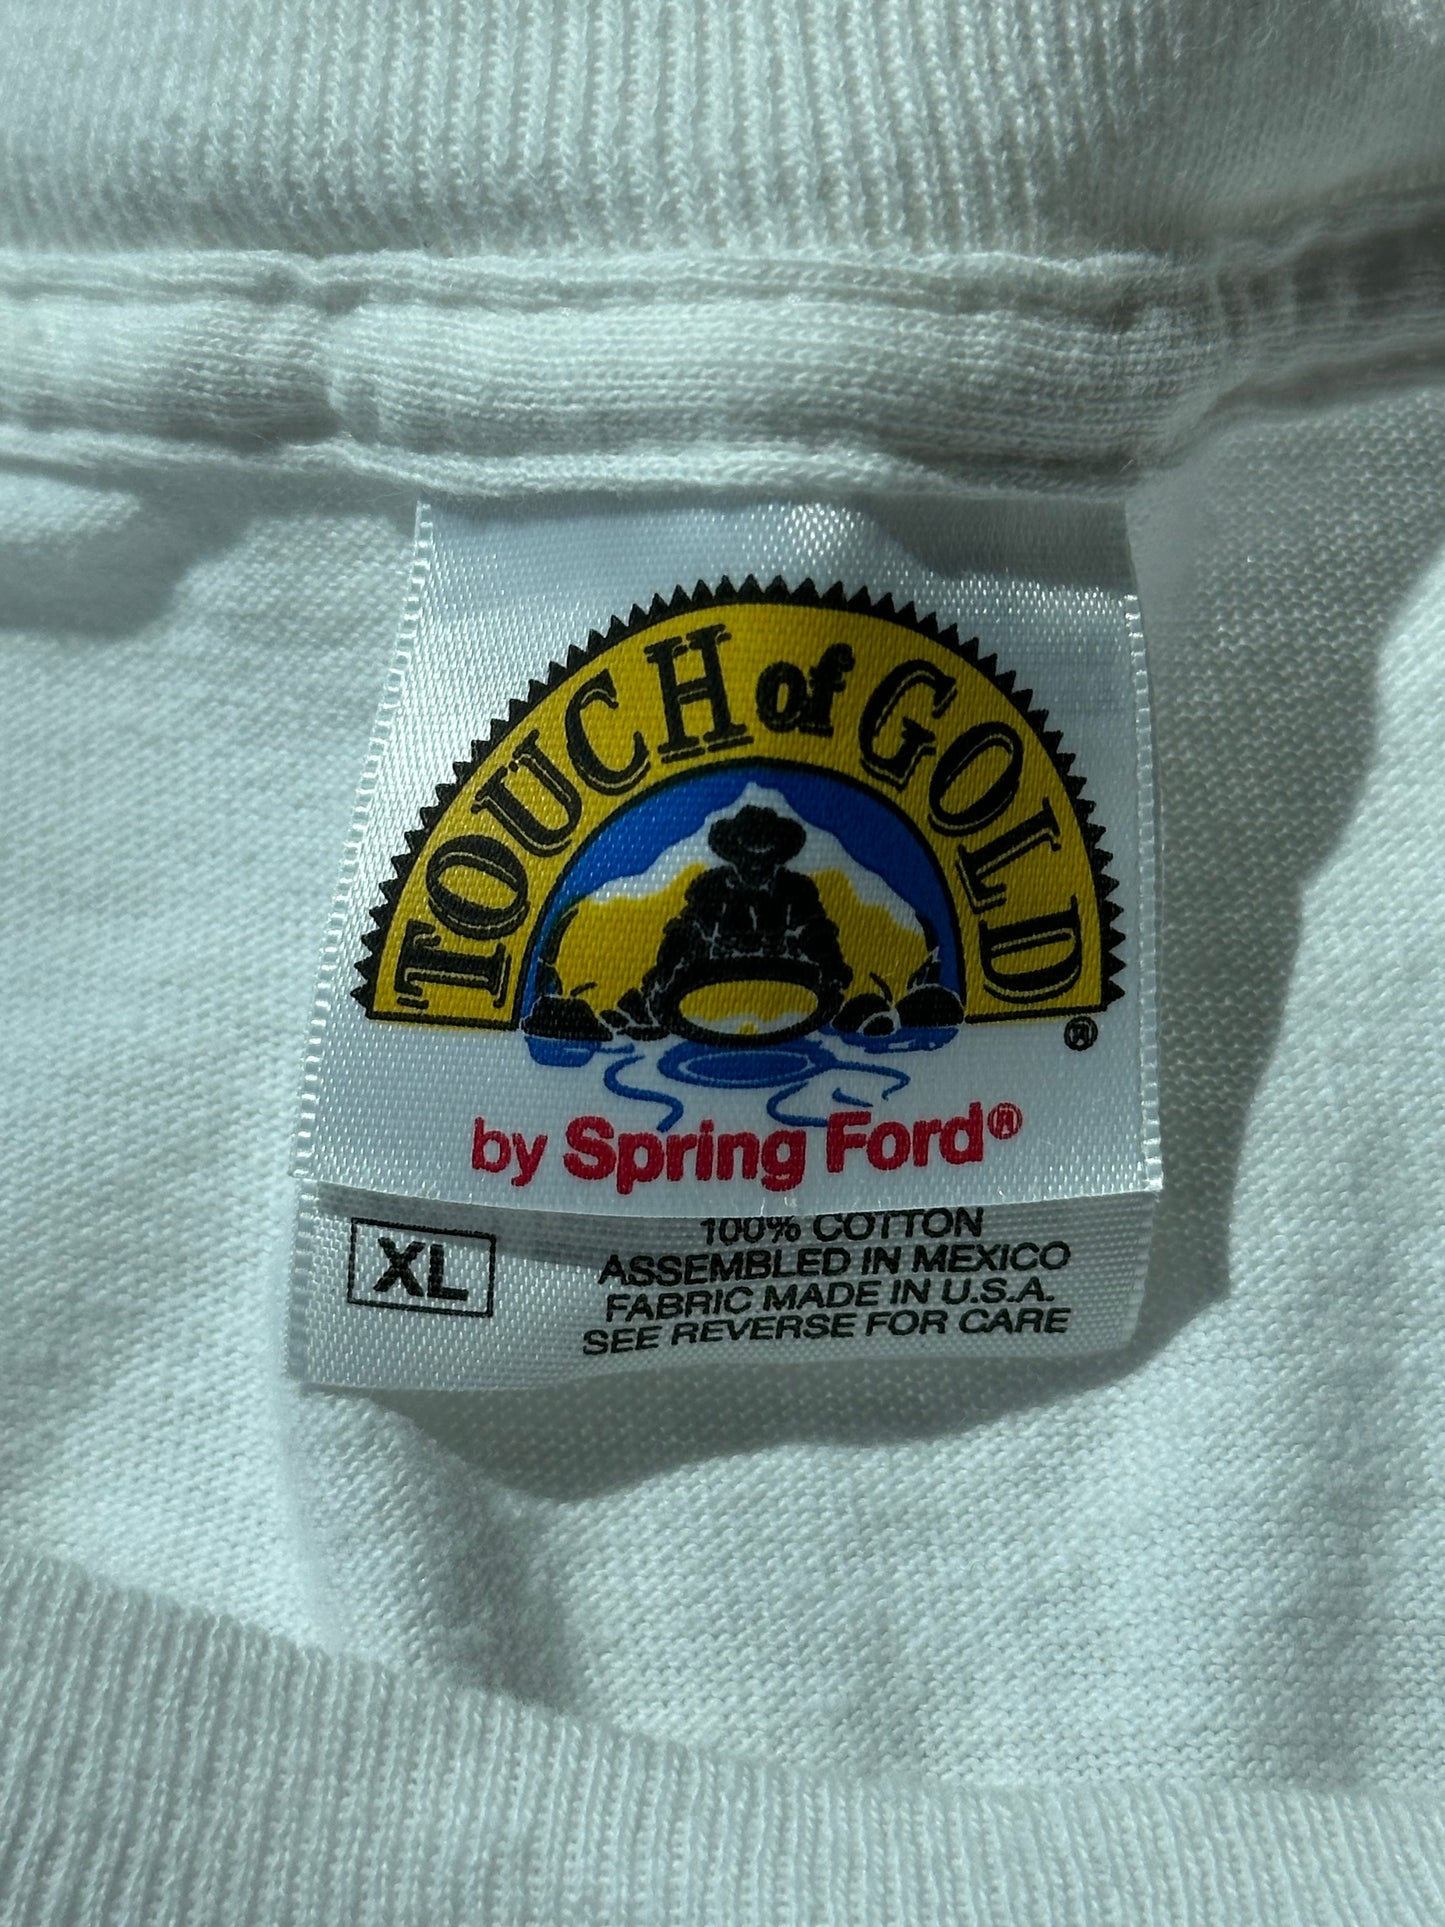 TOUCH of GOLD
®
by Spring Ford®
XL
100% COTTON
ASSEMBLED IN MEXICO
FABRIC MADE IN U.S.A.
SEE REVERSE FOR CARE